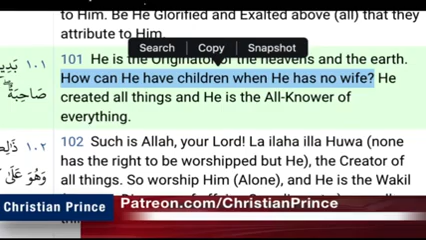 to Him. Be He Glorified and Exalted above (all) that they
attribute to Him.
Search Copy Snapshot
101 He is the Originator of the heavens and the earth.
How can He have children when He has no wife? He
created all things and He is the All-Knower of
everything.
102 Such is Allah, your Lord! La ilaha illa Huwa (none
has the right to be worshipped but He), the Creator of
all things. So worship Him (Alone), and He is the Wakil
١٠١
١٠٢
Christian Prince
Patreon.com/ChristianPrince